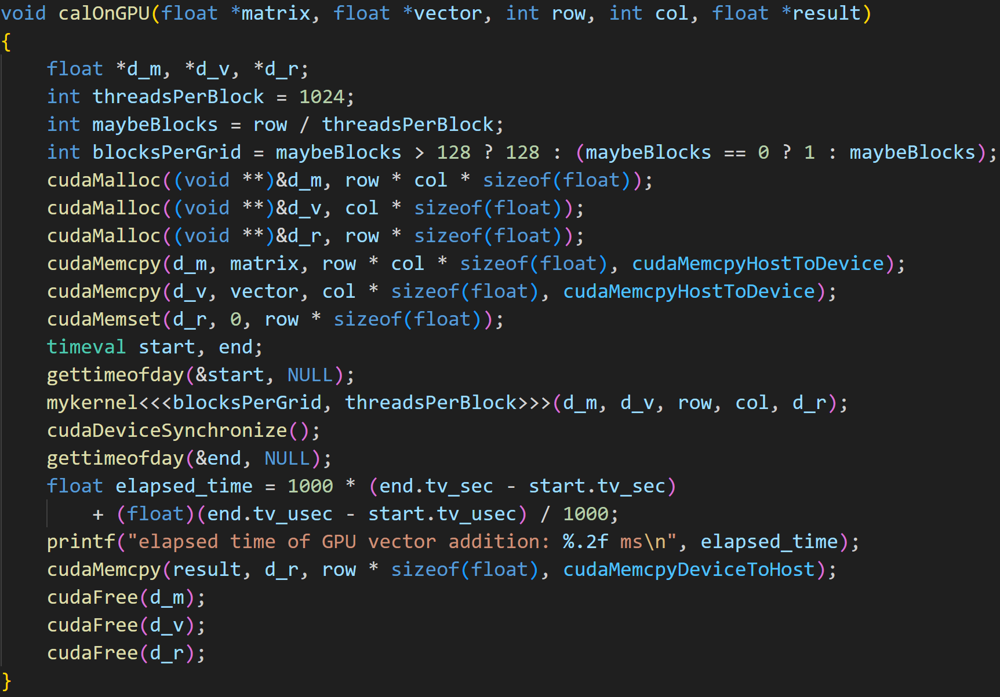 void calOnGPU(float *matrix, float *vector, int row, int col, float *result)
{
    float *d_m, *d_v, *d_r;
    int threadsPerBlock = 1024;
    int maybeBlocks = row / threadsPerBlock;
    int blocksPerGrid = maybeBlocks > 128 ? 128 : (maybeBlocks == 0 ? 1 : maybeBlocks);
    cudaMalloc((void **)&d_m, row * col * sizeof(float));
    cudaMalloc((void **)&d_v, col * sizeof(float));
    cudaMalloc((void **)&d_r, row * sizeof(float));
    cudaMemcpy(d_m, matrix, row * col * sizeof(float), cudaMemcpyHostToDevice);
    cudaMemcpy(d_v, vector, col * sizeof(float), cudaMemcpyHostToDevice);
    cudaMemset(d_r, 0, row * sizeof(float));
    timeval start, end;
    gettimeofday(&start, NULL);
    mykernel<<<blocksPerGrid, threadsPerBlock>>>(d_m, d_v, row, col, d_r);
    cudaDeviceSynchronize();
    gettimeofday(&end, NULL);
    float elapsed_time = 1000 * (end.tv_sec - start.tv_sec)
        + (float)(end.tv_usec - start.tv_usec) / 1000;
    printf("elapsed time of GPU vector addition: %.2f ms\n", elapsed_time);
    cudaMemcpy(result, d_r, row * sizeof(float), cudaMemcpyDeviceToHost);
    cudaFree(d_m);
    cudaFree(d_v);
    cudaFree(d_r);
}